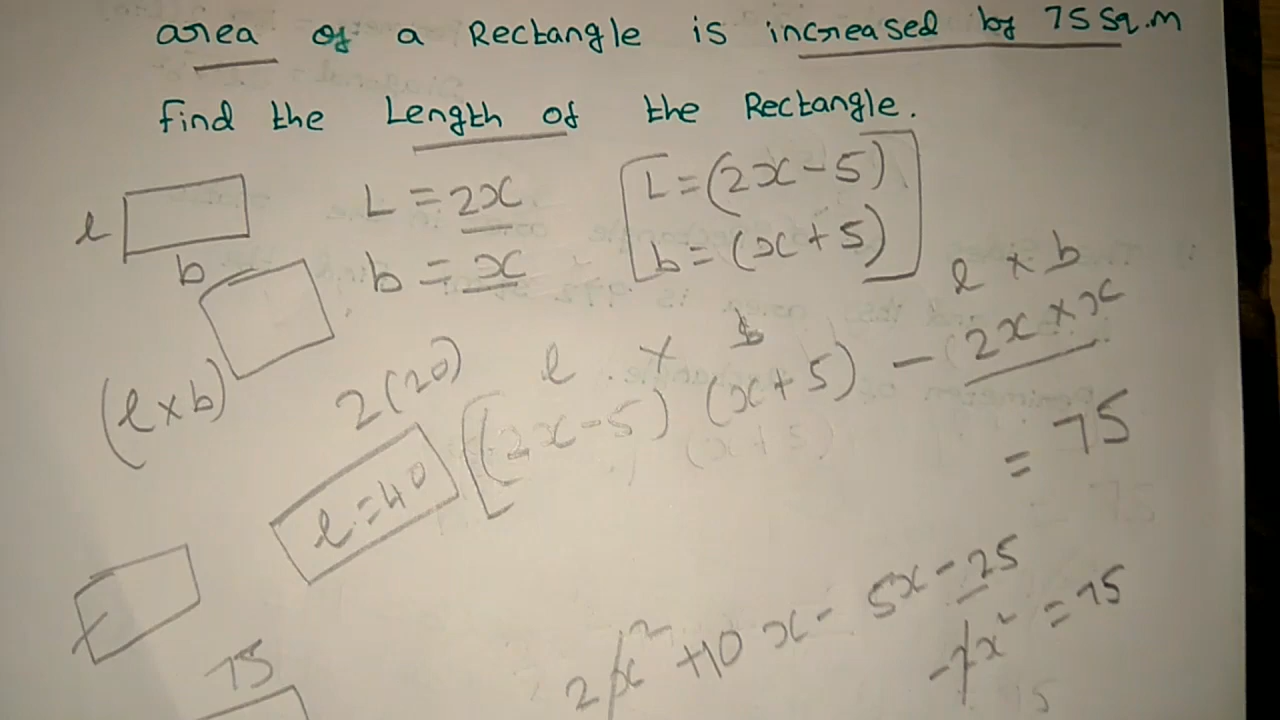 area of a Rectangle is increased by 75 Sq.m
find the Length of the Rectangle.
L = 2x
b = x
L = (2x-5)
b = (x+5)
l
b
(l x b)
l x b
2(20)
l x b
(2x-5) (x+5) - 2x x x
= 75
l = 40
2x² +10x - 5x - 25
-2x² = 75
75